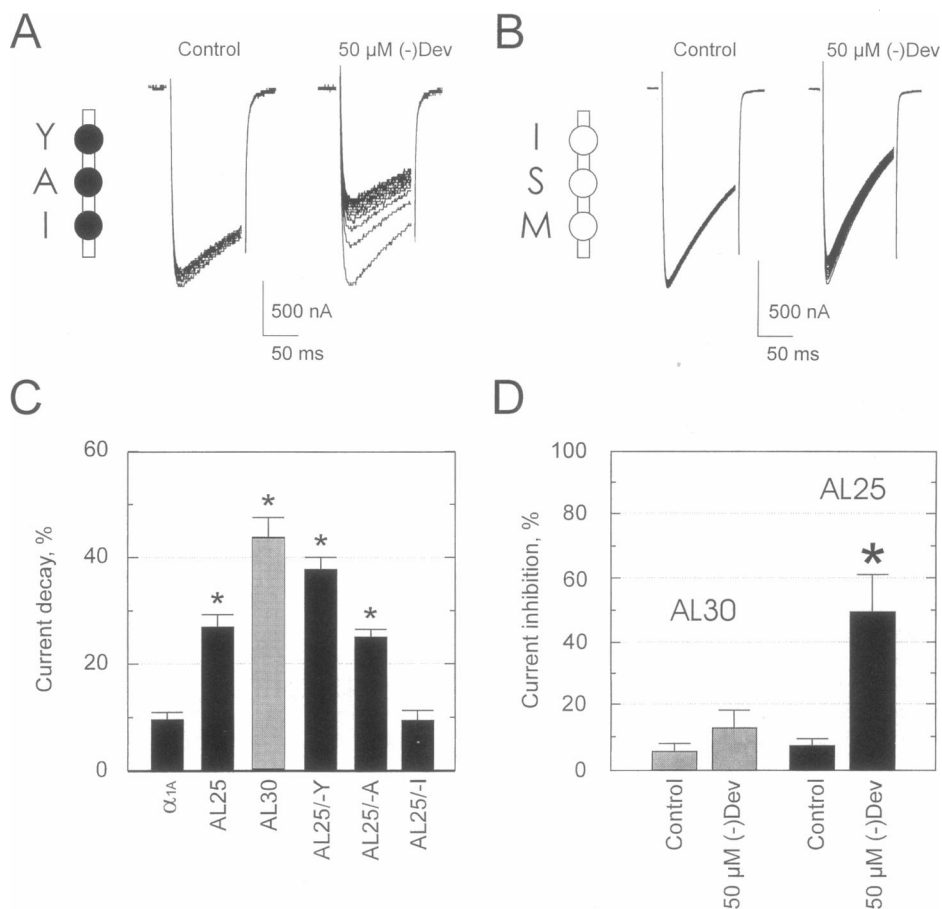 A
Control
50 µM (-)Dev
Y
A
I
500 nA
50 ms
B
Control
50 µM (-)Dev
I
S
M
500 nA
50 ms
C
60
40
20
0
Current decay, %
*
*
*
*
α1A
AL25
AL30
AL25/-Y
AL25/-A
AL25/-I
D
100
80
60
40
20
0
Current inhibition, %
AL25
*
AL30
Control
50 µM (-)Dev
Control
50 µM (-)Dev